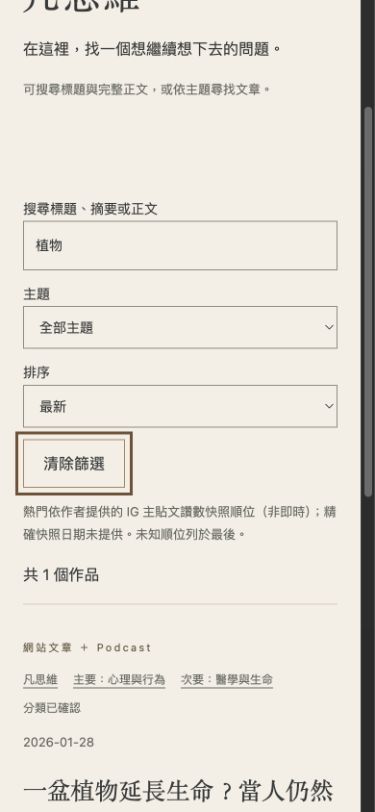 凡思維
在這裡，找一個想繼續想下去的問題。
可搜尋標題與完整正文，或依主題尋找文章。
搜尋標題、摘要或正文
植物
主題
全部主題
排序
最新
清除篩選
熱門依作者提供的 IG 主貼文讚數快照順位（非即時）；精
確快照日期未提供。未知順位列於最後。
共 1 個作品
網站文章 + Podcast
凡思維 主要：心理與行為 次要：醫學與生命
分類已確認
2026-01-28
一盆植物延長生命？當人仍然